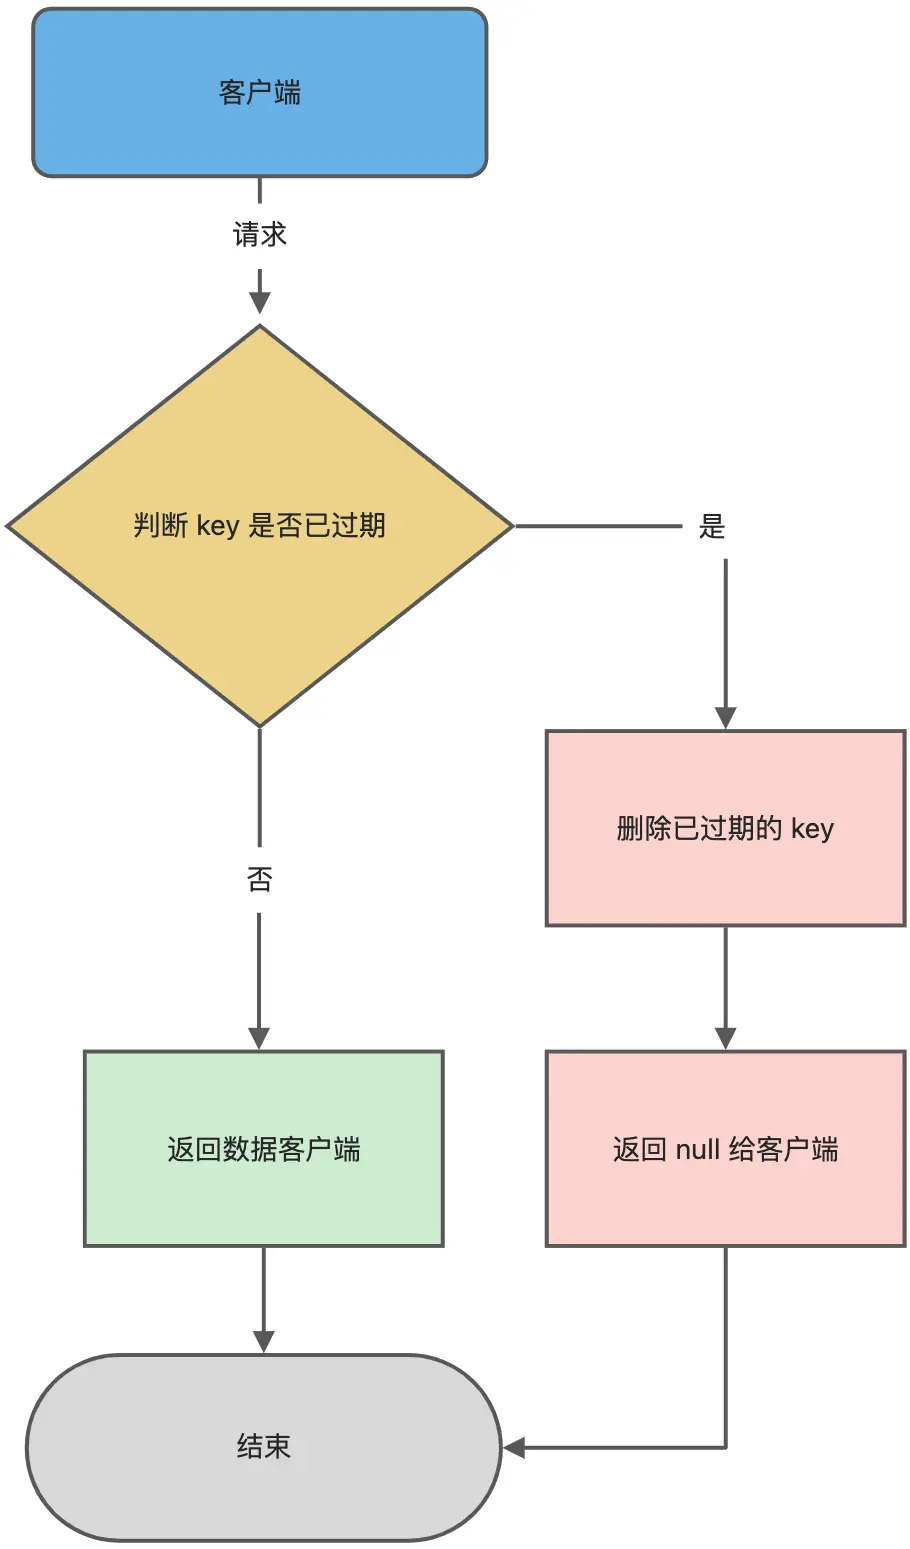 客户端
请求
判断 key 是否已过期
是
删除已过期的 key
否
返回数据客户端
返回 null 给客户端
结束